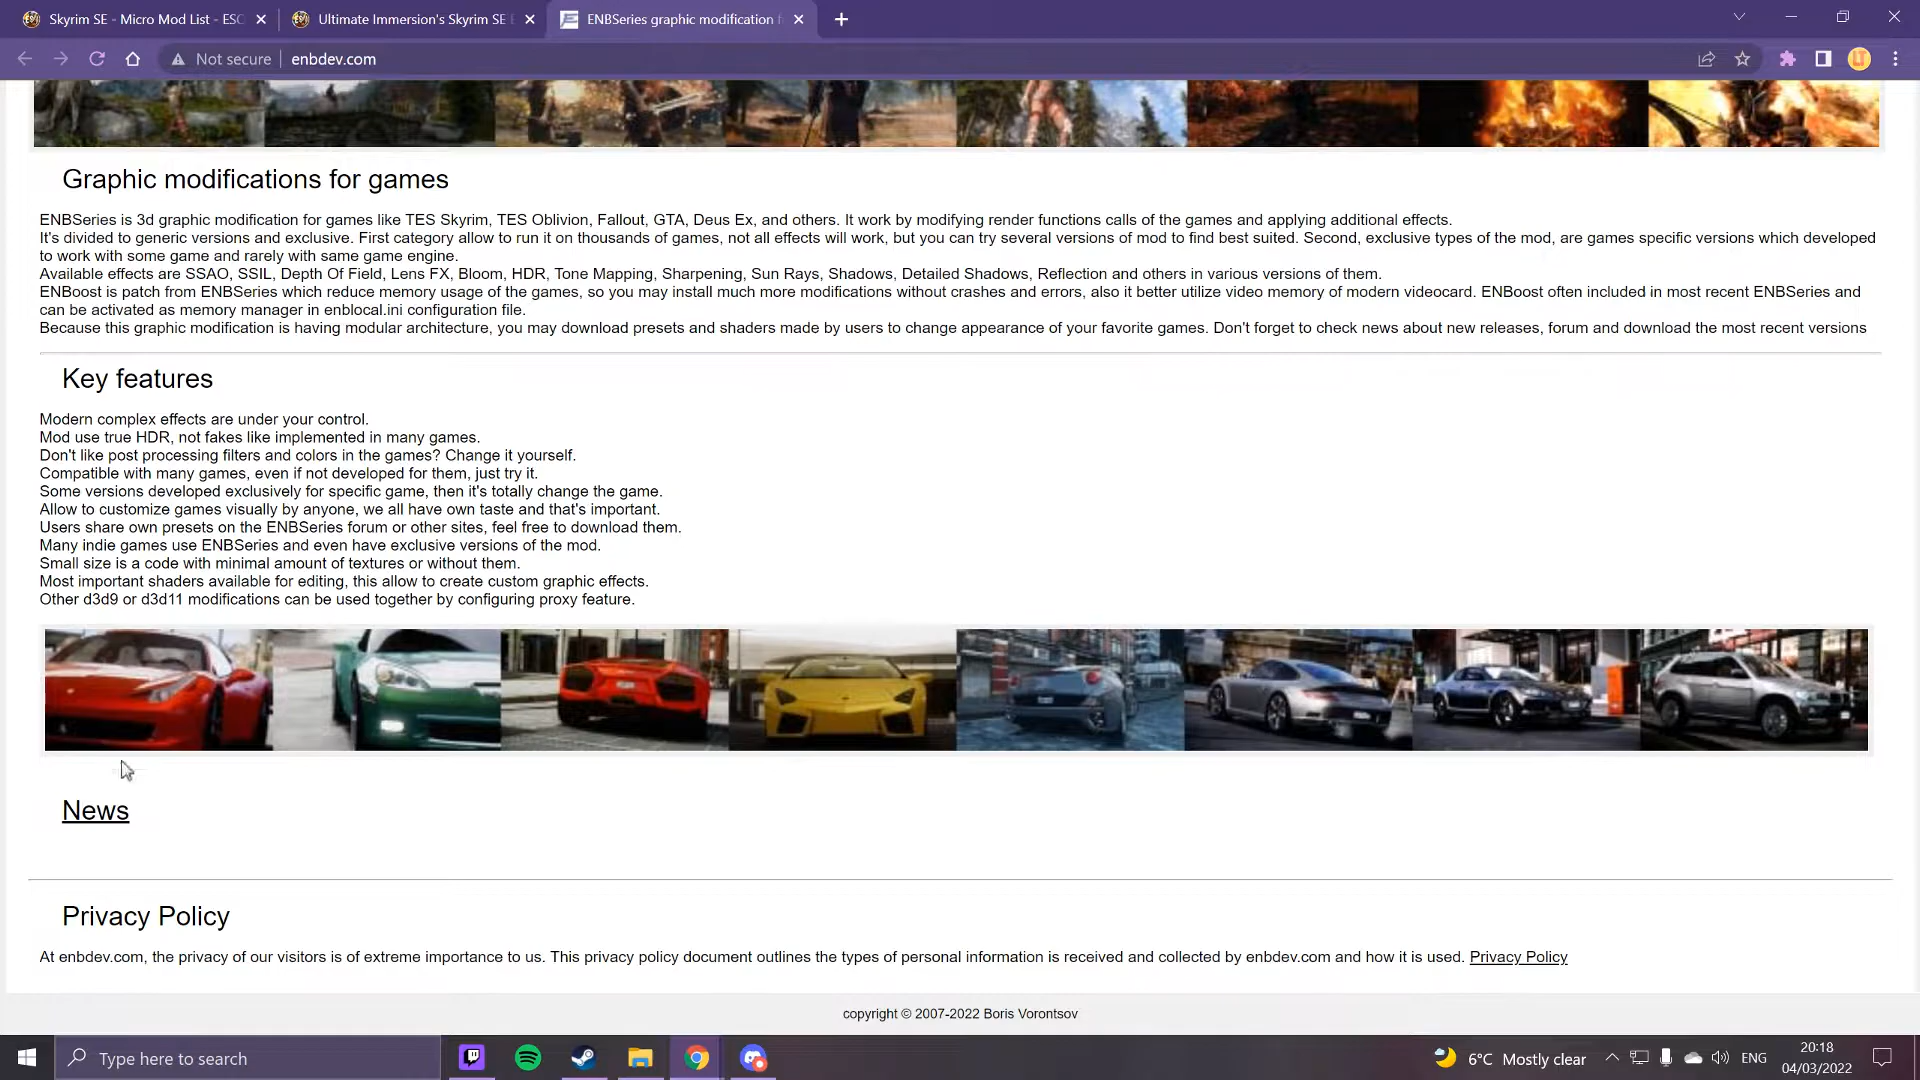 Skyrim SE - Micro Mod List - ESO
Ultimate Immersion's Skyrim SE E
ENBSeries graphic modification f
Not secure
enbdev.com
Graphic modifications for games
ENBSeries is 3d graphic modification for games like TES Skyrim, TES Oblivion, Fallout, GTA, Deus Ex, and others. It work by modifying render functions calls of the games and applying additional effects.
It's divided to generic versions and exclusive. First category allow to run it on thousands of games, not all effects will work, but you can try several versions of mod to find best suited. Second, exclusive types of the mod, are games specific versions which developed
to work with some game and rarely with same game engine.
Available effects are SSAO, SSIL, Depth Of Field, Lens FX, Bloom, HDR, Tone Mapping, Sharpening, Sun Rays, Shadows, Detailed Shadows, Reflection and others in various versions of them.
ENBoost is patch from ENBSeries which reduce memory usage of the games, so you may install much more modifications without crashes and errors, also it better utilize video memory of modern videocard. ENBoost often included in most recent ENBSeries and
can be activated as memory manager in enblocal.ini configuration file.
Because this graphic modification is having modular architecture, you may download presets and shaders made by users to change appearance of your favorite games. Don't forget to check news about new releases, forum and download the most recent versions
Key features
Modern complex effects are under your control.
Mod use true HDR, not fakes like implemented in many games.
Don't like post processing filters and colors in the games? Change it yourself.
Compatible with many games, even if not developed for them, just try it.
Some versions developed exclusively for specific game, then it's totally change the game.
Allow to customize games visually by anyone, we all have own taste and that's important.
Users share own presets on the ENBSeries forum or other sites, feel free to download them.
Many indie games use ENBSeries and even have exclusive versions of the mod.
Small size is a code with minimal amount of textures or without them.
Most important shaders available for editing, this allow to create custom graphic effects.
Other d3d9 or d3d11 modifications can be used together by configuring proxy feature.
News
Privacy Policy
At enbdev.com, the privacy of our visitors is of extreme importance to us. This privacy policy document outlines the types of personal information is received and collected by enbdev.com and how it is used. Privacy Policy
copyright © 2007-2022 Boris Vorontsov
Type here to search
6°C Mostly clear
ENG
20:18
04/03/2022